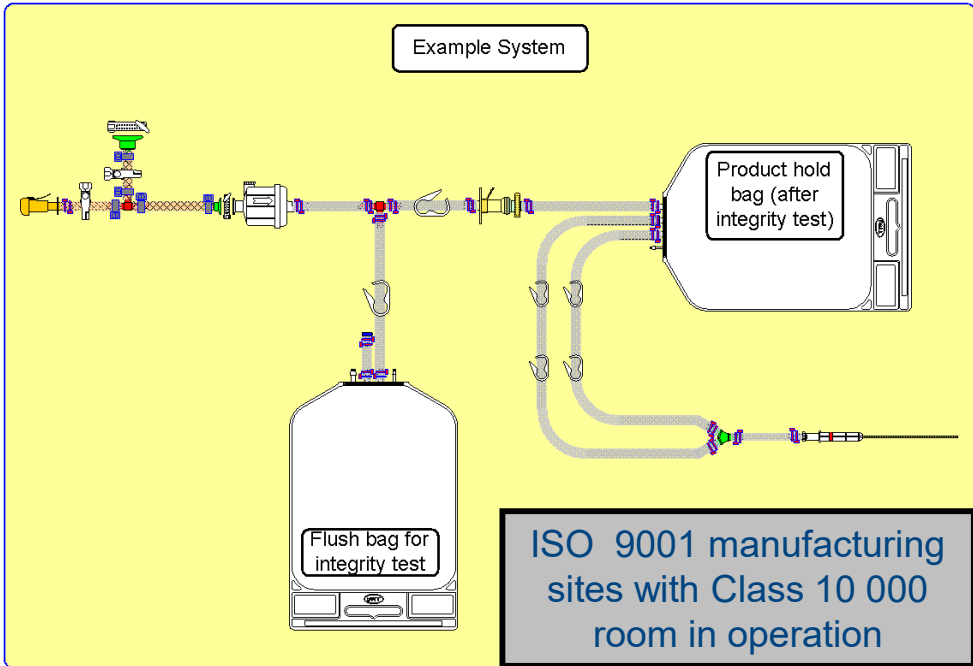 Example System
Product hold
bag (after
integrity test)
Flush bag for
integrity test
ISO 9001 manufacturing
sites with Class 10 000
room in operation